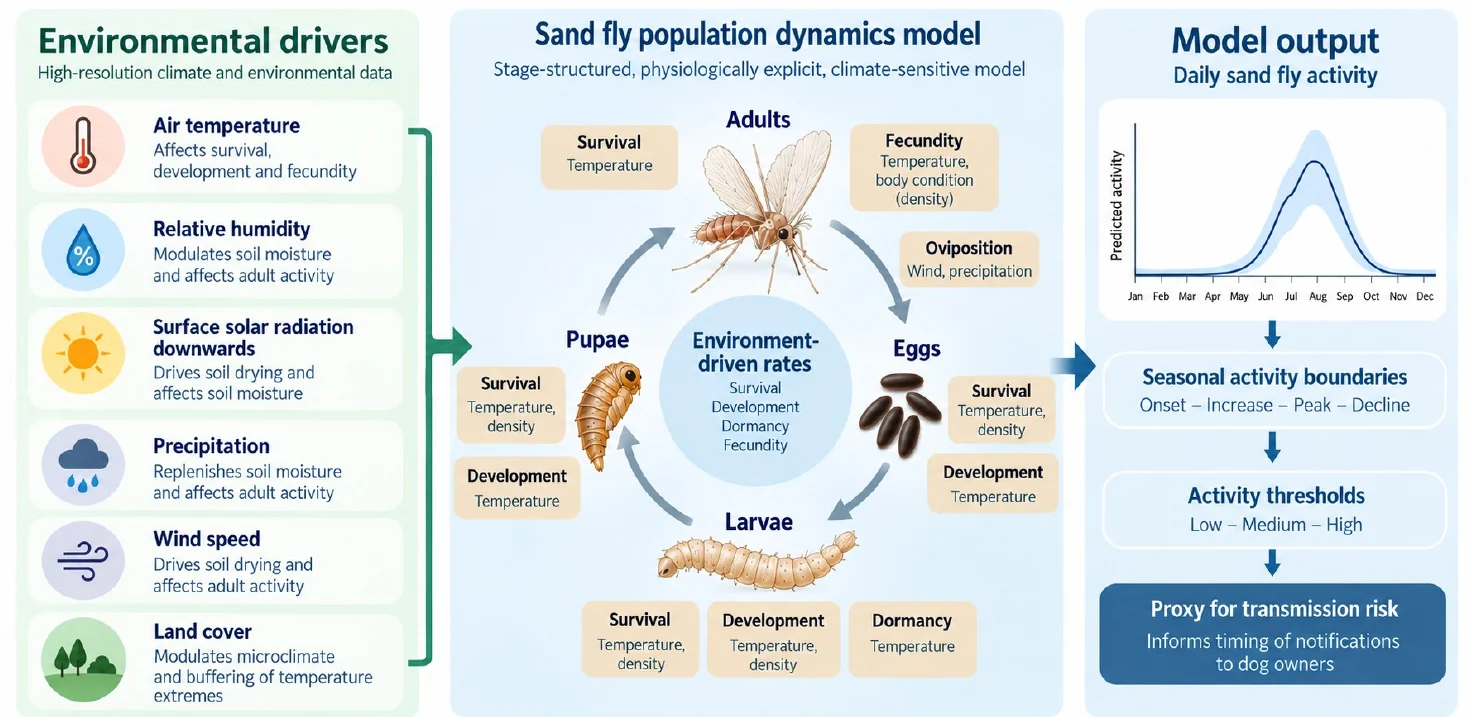 Environmental drivers
High-resolution climate and environmental data
Air temperature
Affects survival,
development and fecundity
Relative humidity
Modulates soil moisture
and affects adult activity
%
Surface solar radiation
downwards
Drives soil drying and
affects soil moisture
Precipitation
Replenishes soil moisture
and affects adult activity
Wind speed
Drives soil drying and
affects adult activity
Land cover
Modulates microclimate
and buffering of temperature
extremes
Sand fly population dynamics model
Stage-structured, physiologically explicit, climate-sensitive model
Adults
Survival
Temperature
Fecundity
Temperature,
body condition
(density)
Oviposition
Wind, precipitation
Eggs
Survival
Temperature,
density
Development
Temperature
Larvae
Survival
Temperature,
density
Development
Temperature,
density
Dormancy
Temperature
Pupae
Survival
Temperature,
density
Development
Temperature
Environment-
driven rates
Survival
Development
Dormancy
Fecundity
Model output
Daily sand fly activity
Predicted activity
Jan Feb Mar Apr May Jun Jul Aug Sep Oct Nov Dec
Seasonal activity boundaries
Onset – Increase – Peak – Decline
Activity thresholds
Low – Medium – High
Proxy for transmission risk
Informs timing of notifications
to dog owners